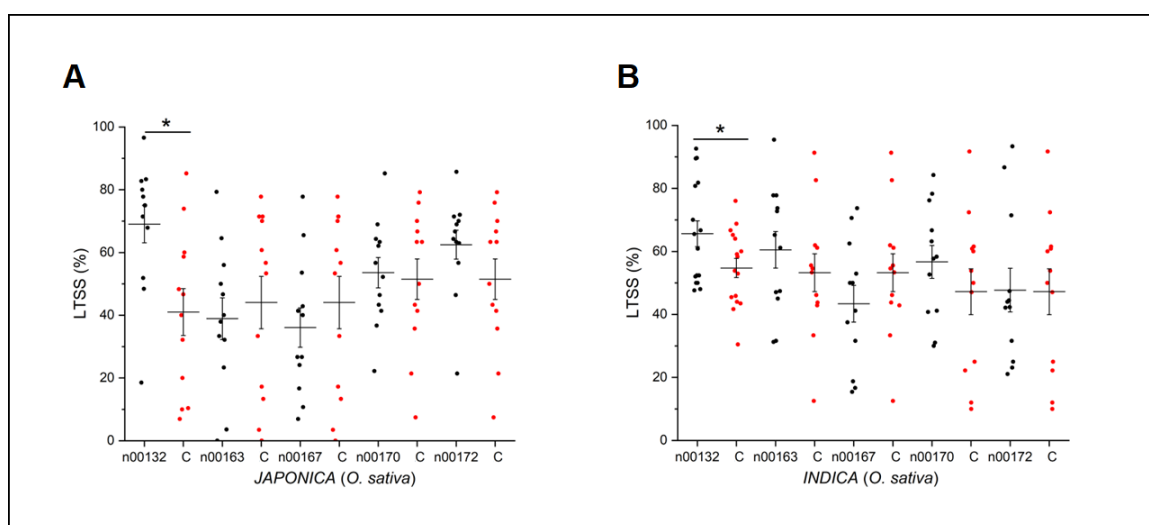 A
B
*
*
100
80
60
40
20
0
LTSS (%)
n00132 C n00163 C n00167 C n00170 C n00172 C
JAPONICA (O. sativa)
100
80
60
40
20
0
LTSS (%)
n00132 C n00163 C n00167 C n00170 C n00172 C
INDICA (O. sativa)